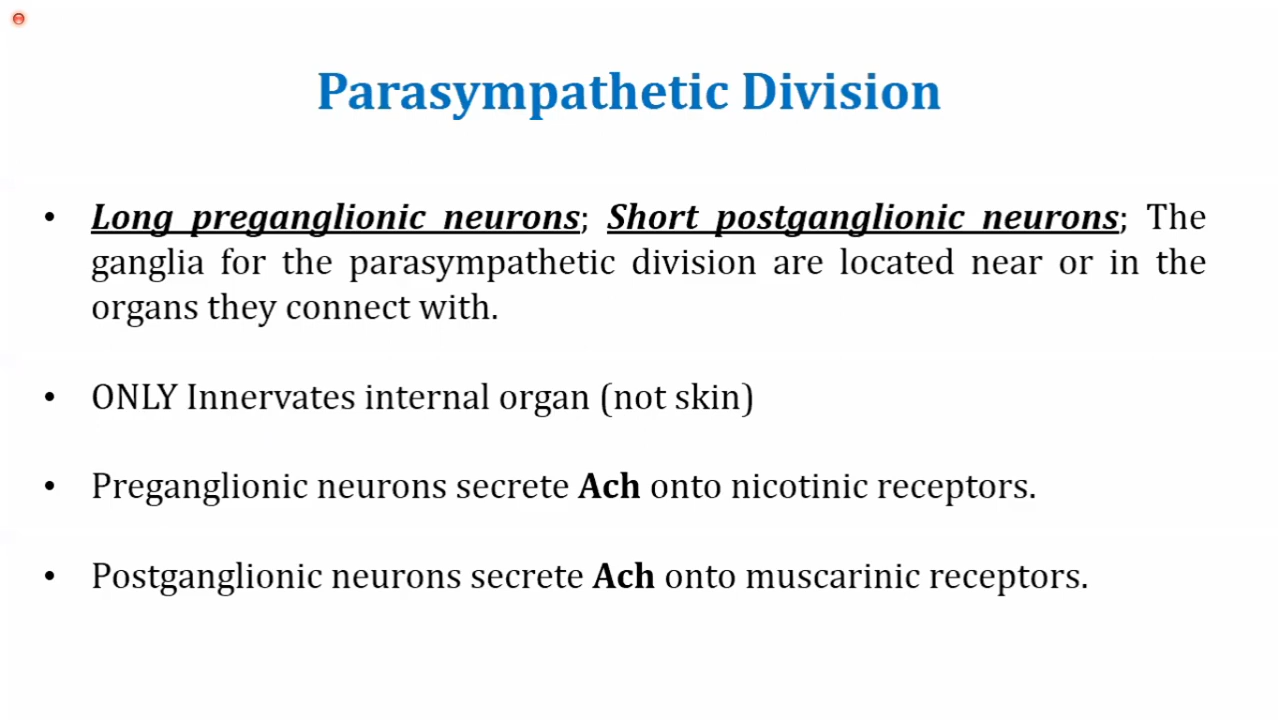 Parasympathetic Division
• Long preganglionic neurons; Short postganglionic neurons; The
ganglia for the parasympathetic division are located near or in the
organs they connect with.
• ONLY Innervates internal organ (not skin)
• Preganglionic neurons secrete Ach onto nicotinic receptors.
• Postganglionic neurons secrete Ach onto muscarinic receptors.